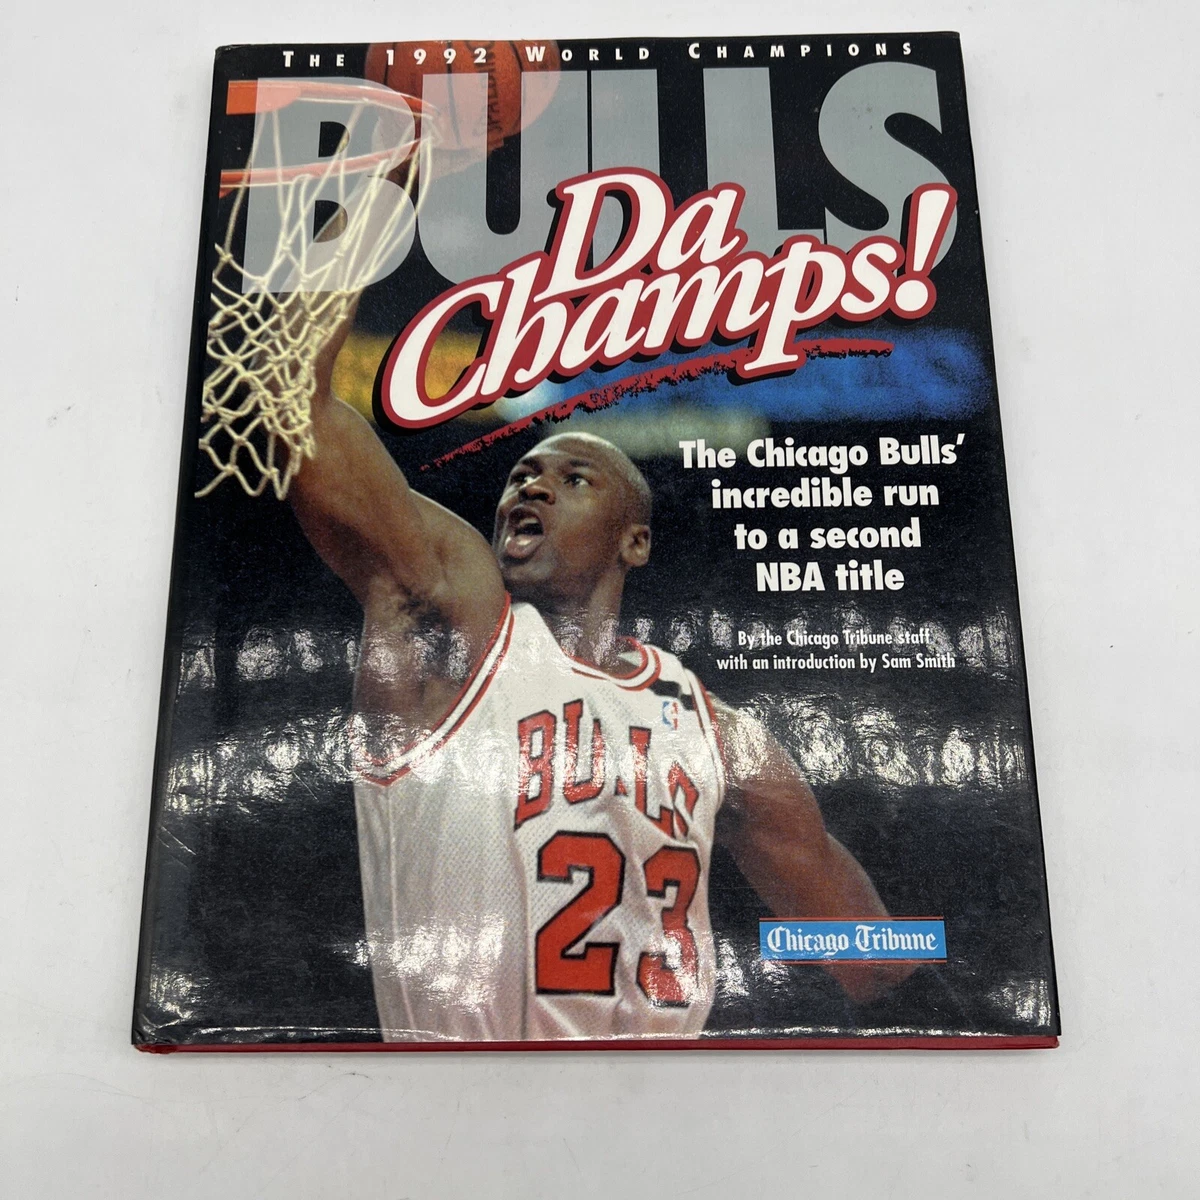 THE 1992 WORLD CHAMPIONS
BULLS
Da
Champs!
The Chicago Bulls'
incredible run
to a second
NBA title
By the Chicago Tribune staff
with an introduction by Sam Smith
BULLS
23
Chicago Tribune